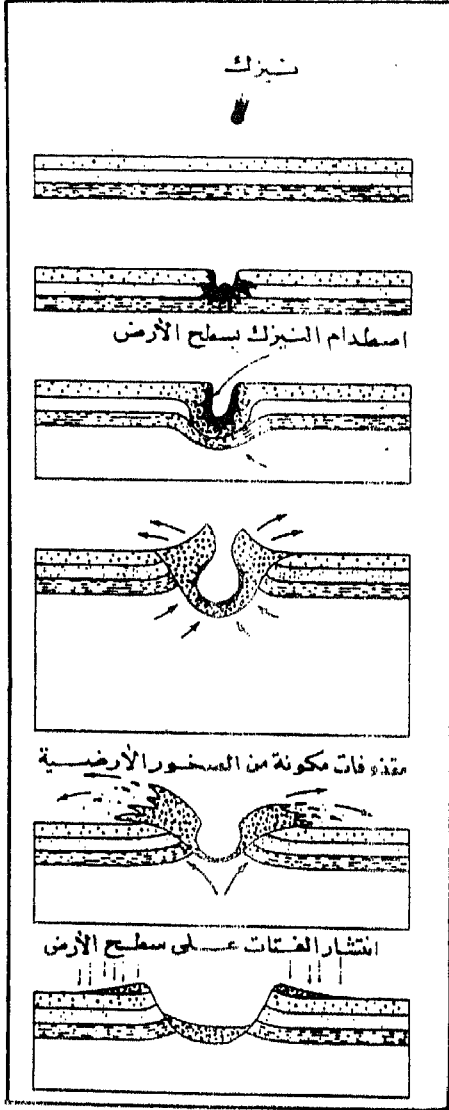 نيزك
اصطدام النيزك بسطح الأرض
مقذوفات مكونة من الصخور الأرضية
انتشار الفتات على سطح الأرض